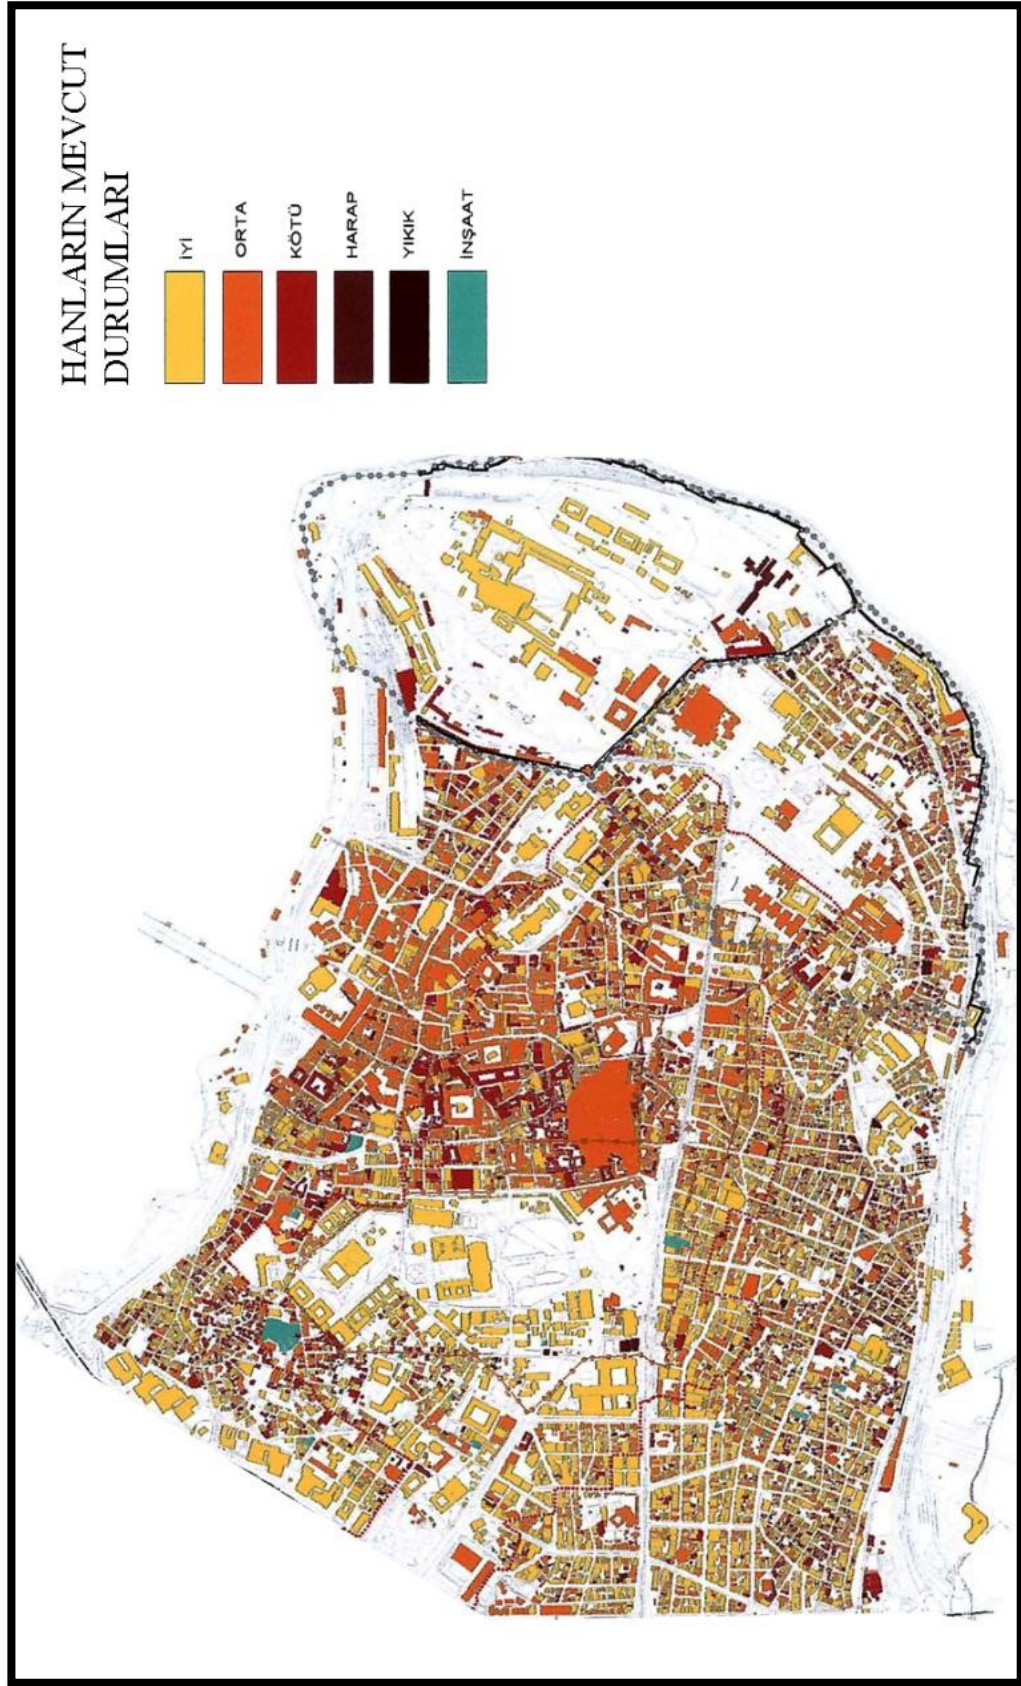 HANLARIN MEVCUT
DURUMLARI
İYİ
ORTA
KÖTÜ
HARAP
YIKIK
İNŞAAT